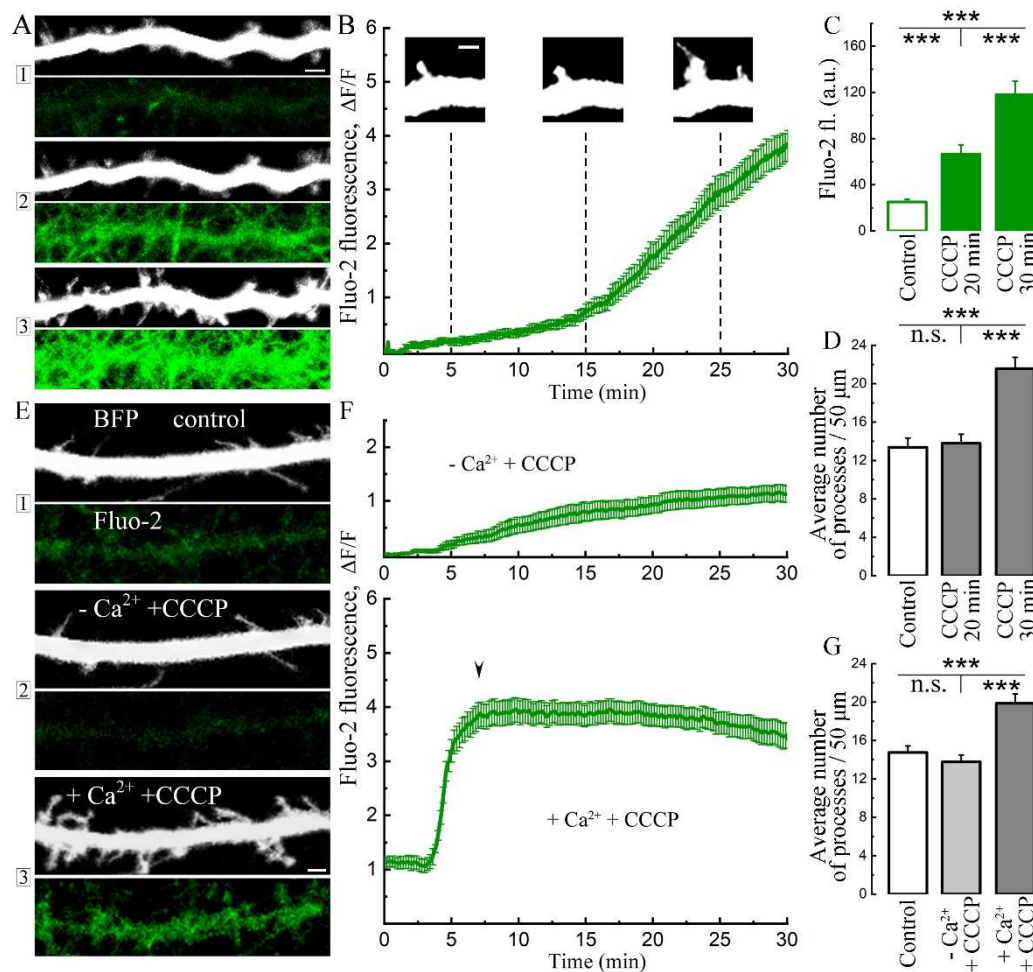 A
1
2
3
B
Fluo-2 fluorescence, ΔF/F
6
5
4
3
2
1
0 5 10 15 20 25 30
Time (min)
C
***
*** ***
Fluo-2 fl. (a.u.)
160
120
80
40
0
Control
CCCP
20 min
CCCP
30 min
D
***
n.s. ***
Average number
of processes / 50 µm
24
20
16
12
8
4
0
Control
CCCP
20 min
CCCP
30 min
E
BFP control
1
Fluo-2
- Ca²⁺ +CCCP
2
+ Ca²⁺ +CCCP
3
F
Fluo-2 fluorescence, ΔF/F
2
1
- Ca²⁺ + CCCP
0 5 10 15 20 25 30
5
4
3
2
1
0
+ Ca²⁺ + CCCP
0 5 10 15 20 25 30
Time (min)
G
***
n.s. ***
Average number
of processes / 50 µm
24
20
16
12
8
4
0
Control
- Ca²⁺
+ CCCP
+ Ca²⁺
+ CCCP